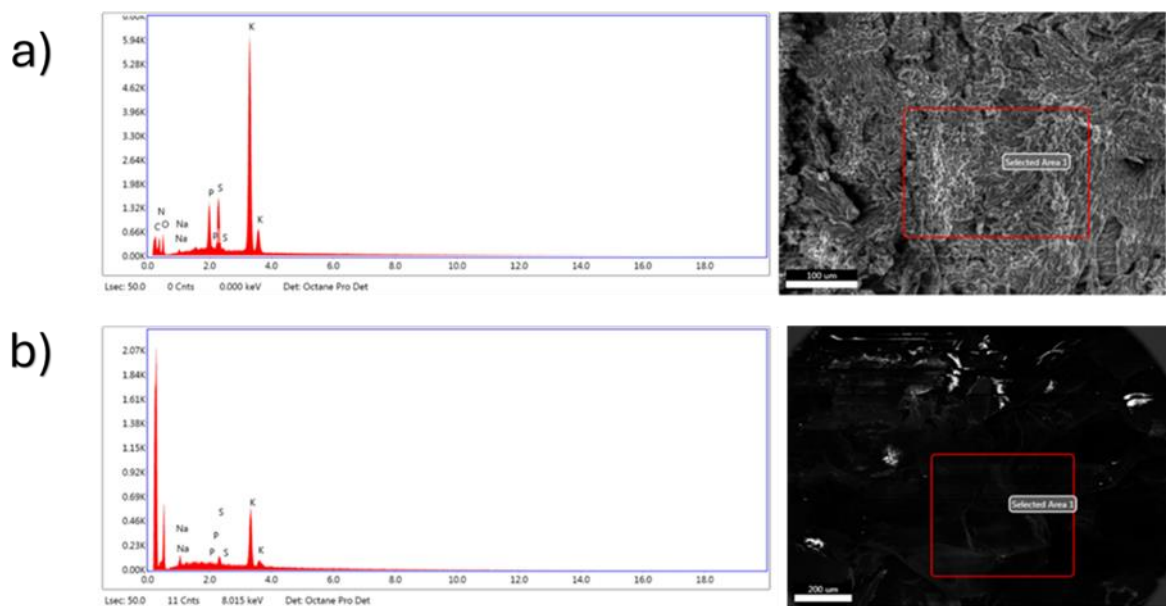 a)
5.94K
5.28K
4.62K
3.96K
3.30K
2.64K
1.98K
1.32K
0.66K
0.00K
K
P S
N
C O
Na
Na
P S
K
0.0 2.0 4.0 6.0 8.0 10.0 12.0 14.0 16.0 18.0
Lsec: 50.0 0 Cnts 0.000 keV Det: Octane Pro Det
Selected Area 1
100 um
b)
2.07K
1.84K
1.61K
1.38K
1.15K
0.92K
0.69K
0.46K
0.23K
0.00K
K
S
Na
P
Na
P S
K
0.0 2.0 4.0 6.0 8.0 10.0 12.0 14.0 16.0 18.0
Lsec: 50.0 11 Cnts 8.015 keV Det: Octane Pro Det
Selected Area 1
200 um